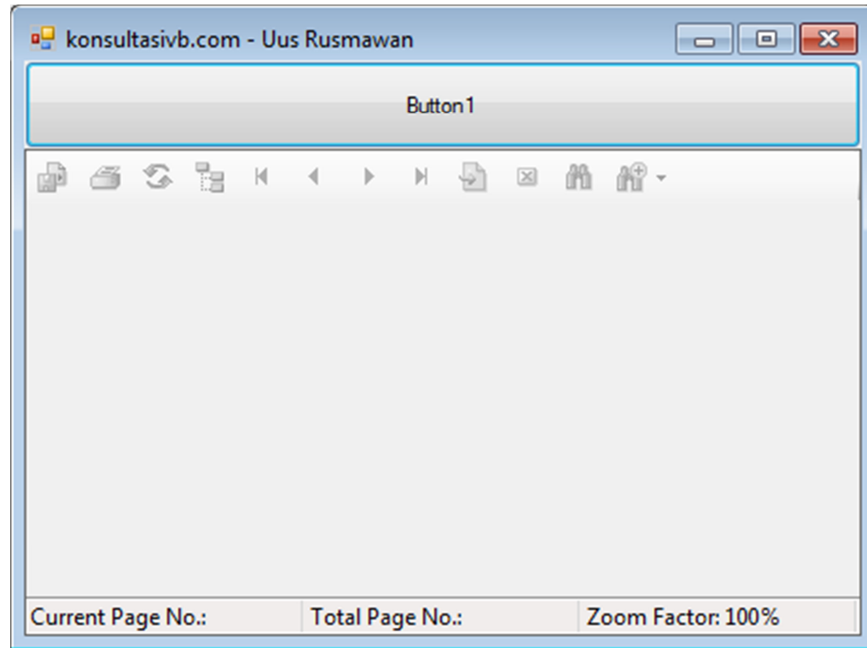 konsultasivb.com - Uus Rusmawan
Button1
Current Page No.: Total Page No.: Zoom Factor: 100%